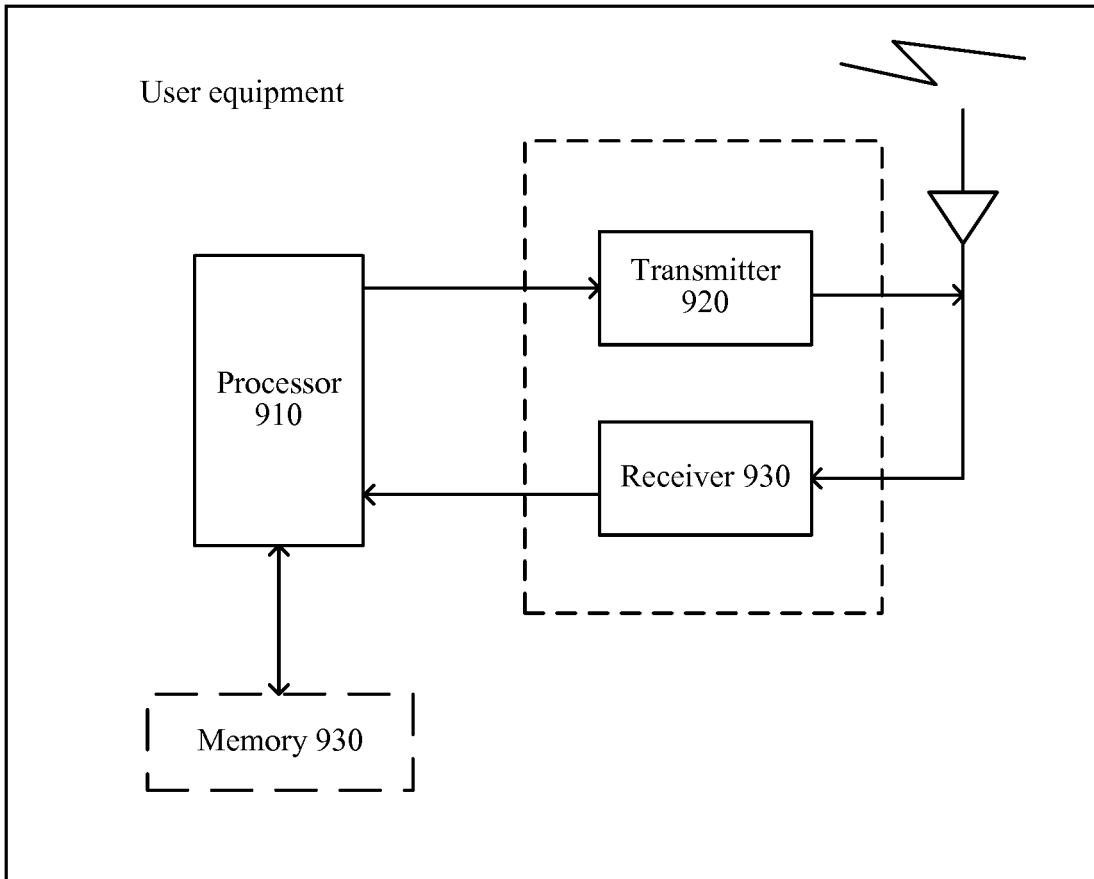 User equipment
Transmitter
920
Processor
910
Receiver 930
Memory 930